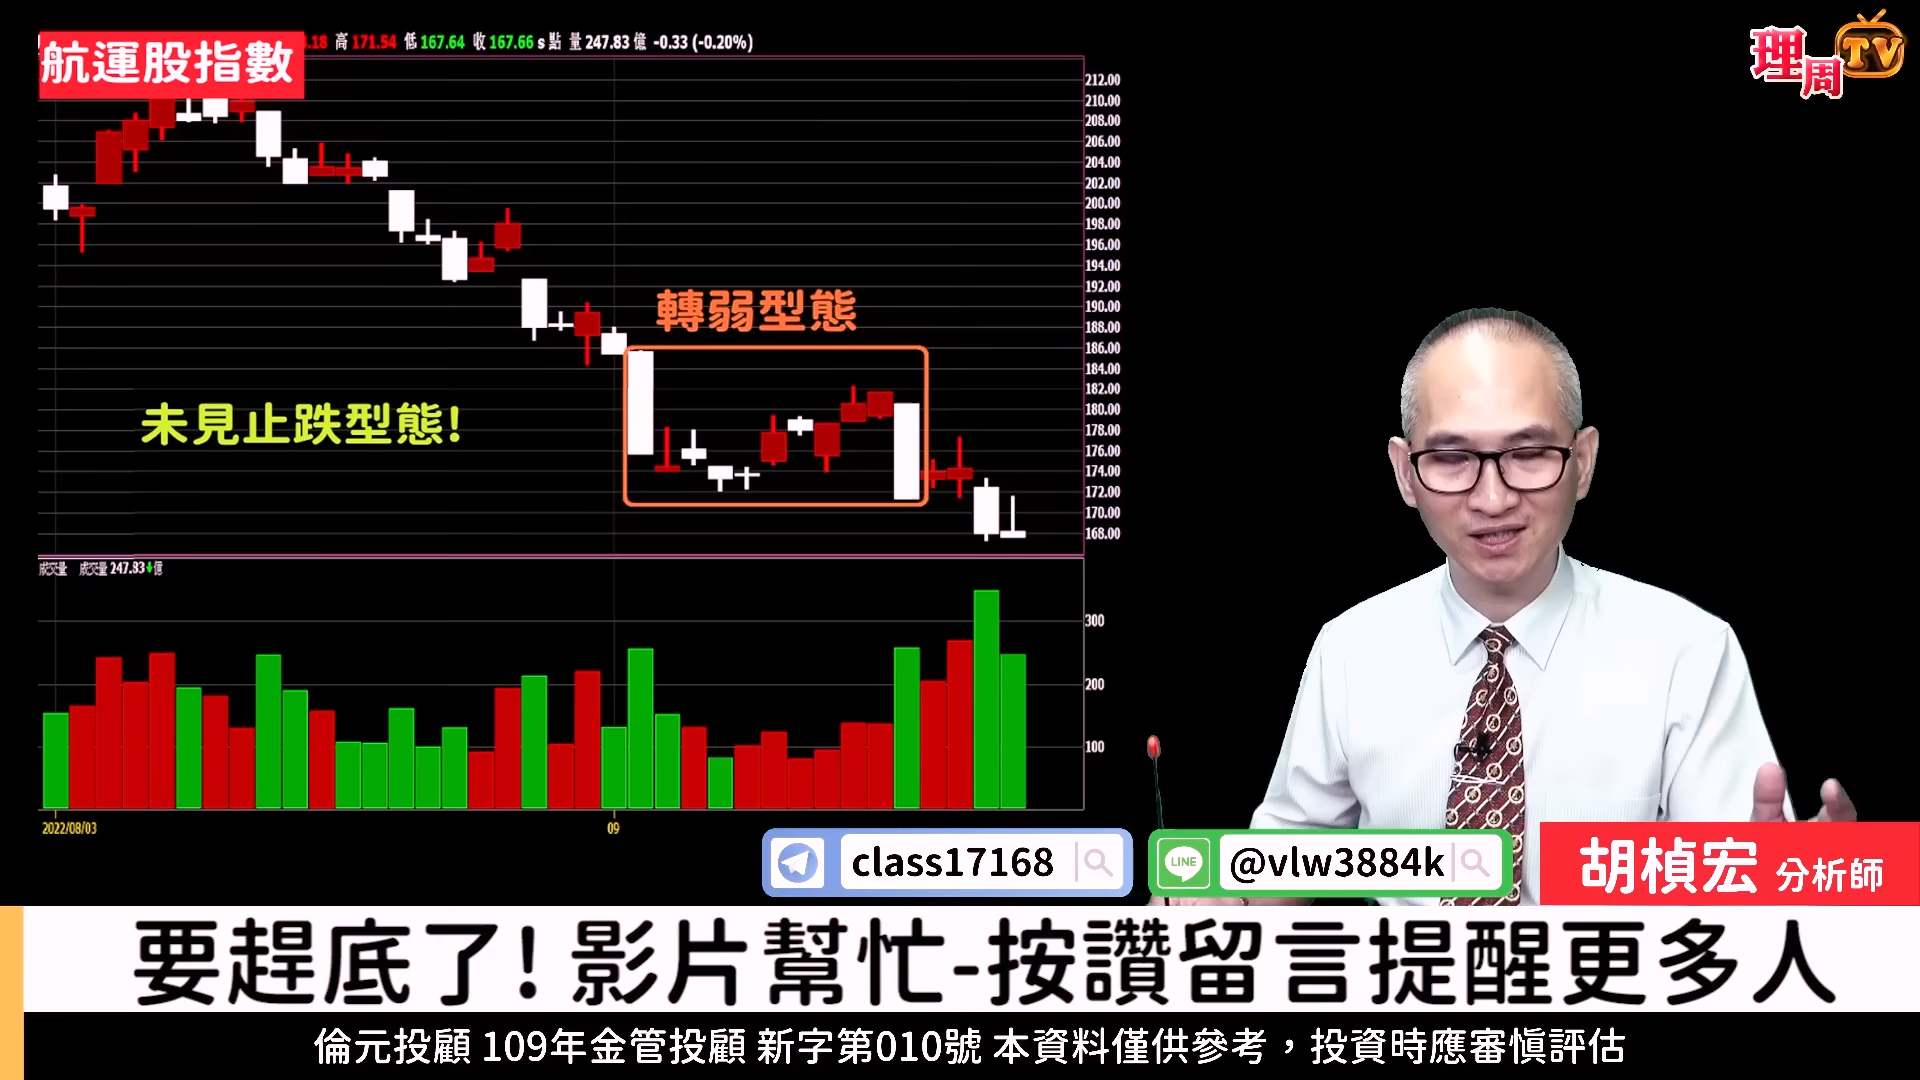 航運股指數
.18 高 171.54 低 167.64 收 167.66 s點 量 247.83 億 -0.33 (-0.20%)
理周TV
212.00
210.00
208.00
206.00
204.00
202.00
200.00
198.00
196.00
194.00
192.00
190.00
188.00
186.00
184.00
182.00
180.00
178.00
176.00
174.00
172.00
170.00
168.00
轉弱型態
未見止跌型態!
成交量 成交量 247.83↓億
300
200
100
2022/08/03
09
class17168
LINE
@vlw3884k
胡楨宏 分析師
要趕底了! 影片幫忙-按讚留言提醒更多人
倫元投顧 109年金管投顧 新字第010號 本資料僅供參考，投資時應審慎評估